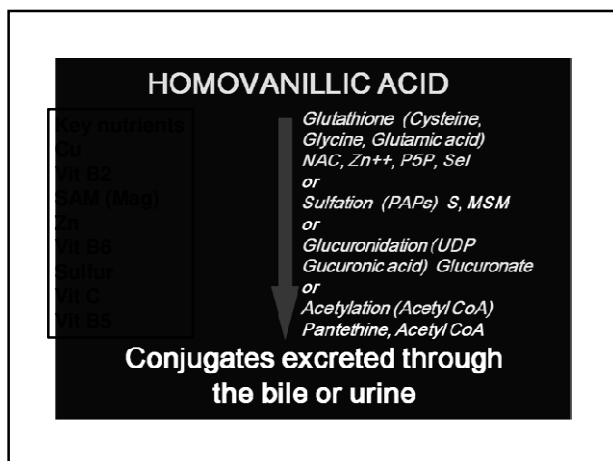 HOMOVANILLIC ACID
Key nutrients
Cu
Vit B2
SAM (Mag)
Zn
Vit B6
Sulfur
Vit C
Vit B5
Glutathione (Cysteine,
Glycine, Glutamic acid)
NAC, Zn++, P5P, Sel
or
Sulfation (PAPs) S, MSM
or
Glucuronidation (UDP
Gucuronic acid) Glucuronate
or
Acetylation (Acetyl CoA)
Pantethine, Acetyl CoA
Conjugates excreted through
the bile or urine